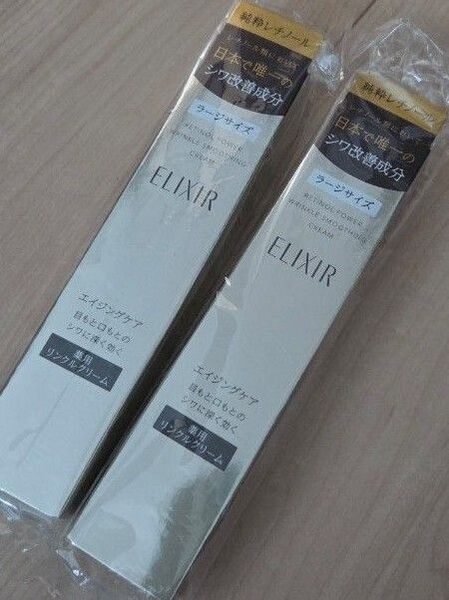 純粋レチノール
日本で唯一の
シワ改善成分
ラージサイズ
RETINOL POWER
WRINKLE SMOOTHING
CREAM
ELIXIR
エイジングケア
目もと口もとの
シワに深く効く
薬用
リンクルクリーム
純粋レチノール
日本で唯一の
シワ改善成分
ラージサイズ
RETINOL POWER
WRINKLE SMOOTHING
CREAM
ELIXIR
エイジングケア
目もと口もとの
シワに深く効く
薬用
リンクルクリーム